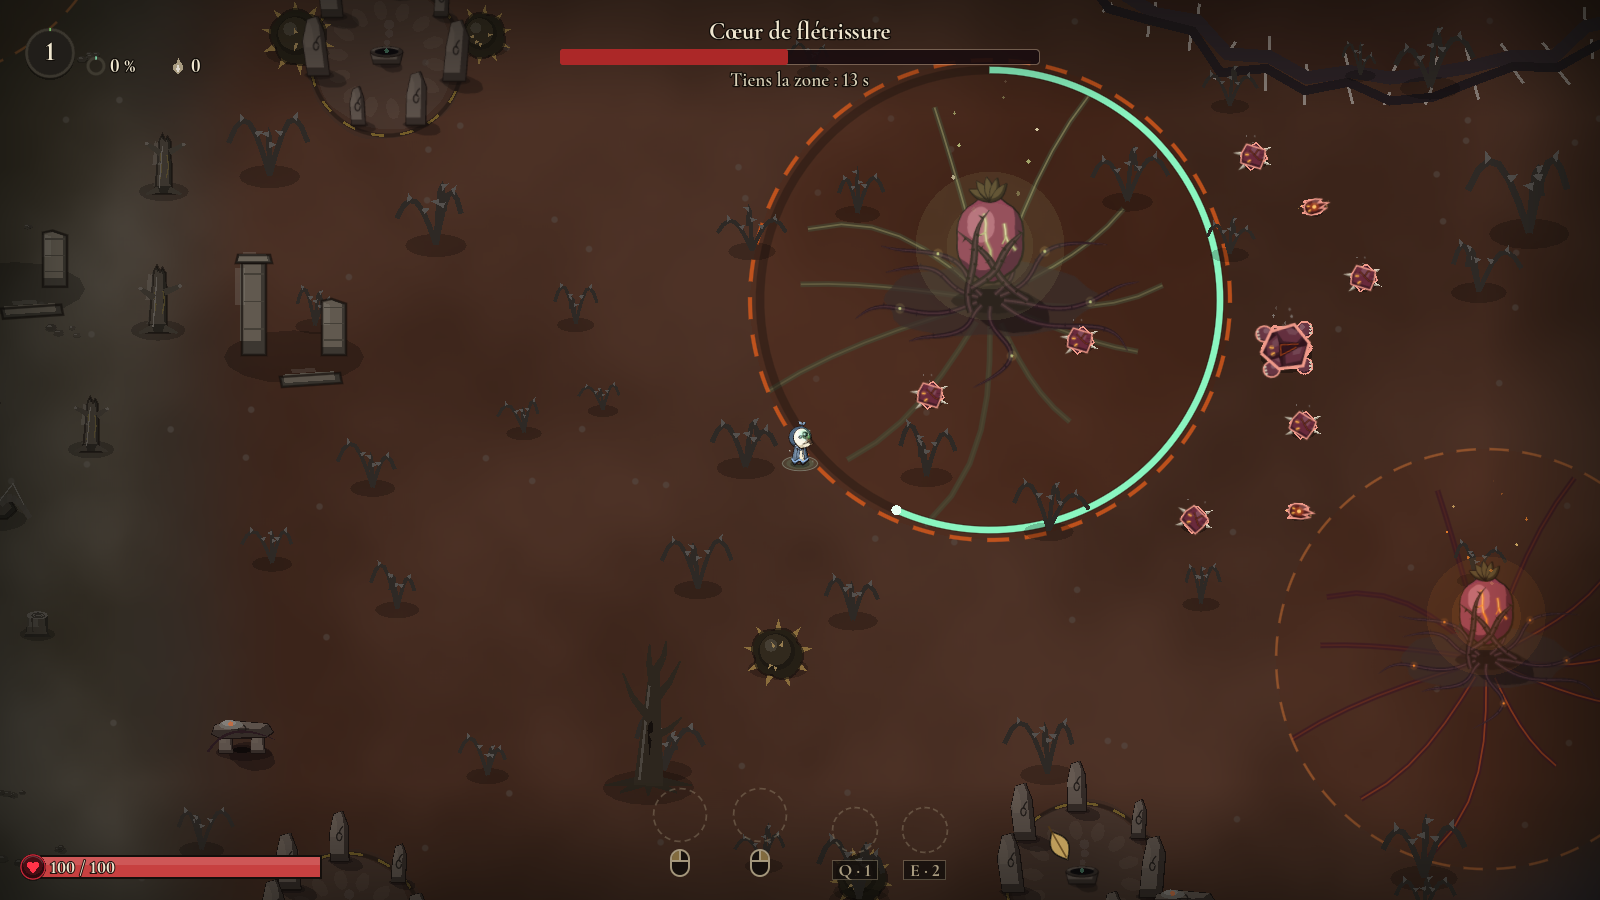 Cœur de flétrissure
1
0 %
0
Tiens la zone : 13 s
100 / 100
Q · 1
E · 2